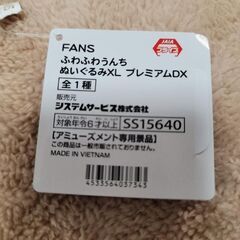 FANS
JAIA
ふわふわうんち
ぬいぐるみXL プレミアムDX
全1種
販売元
システムサービス株式会社
対象年令6才以上 SS15640
【アミューズメント専用景品】
この商品は一般販売されておりません。
MADE IN VIETNAM
4533564037343